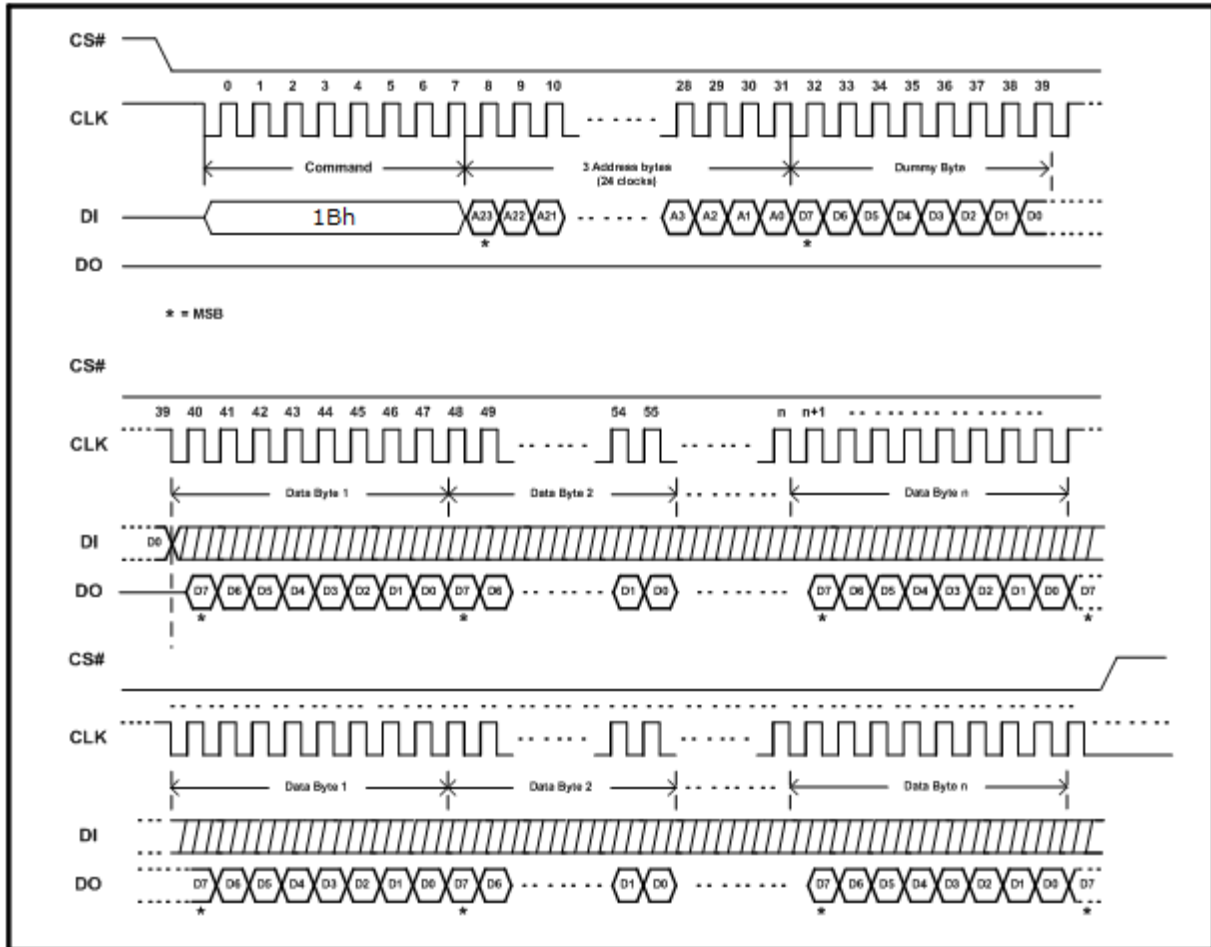 CS#
0 1 2 3 4 5 6 7 8 9 10 28 29 30 31 32 33 34 35 36 37 38 39
CLK
Command 3 Address bytes (24 clocks) Dummy Byte
DI 1Bh A23 A22 A21 A3 A2 A1 A0 D7 D6 D5 D4 D3 D2 D1 D0
* *
DO
* = MSB
CS#
39 40 41 42 43 44 45 46 47 48 49 54 55 n n+1
CLK
Data Byte 1 Data Byte 2 Data Byte n
DI D0
DO D7 D6 D5 D4 D3 D2 D1 D0 D7 D6 D1 D0 D7 D6 D5 D4 D3 D2 D1 D0 D7
* * * *
CS#
CLK
Data Byte 1 Data Byte 2 Data Byte n
DI
DO D7 D6 D5 D4 D3 D2 D1 D0 D7 D6 D1 D0 D7 D6 D5 D4 D3 D2 D1 D0 D7
* * * *